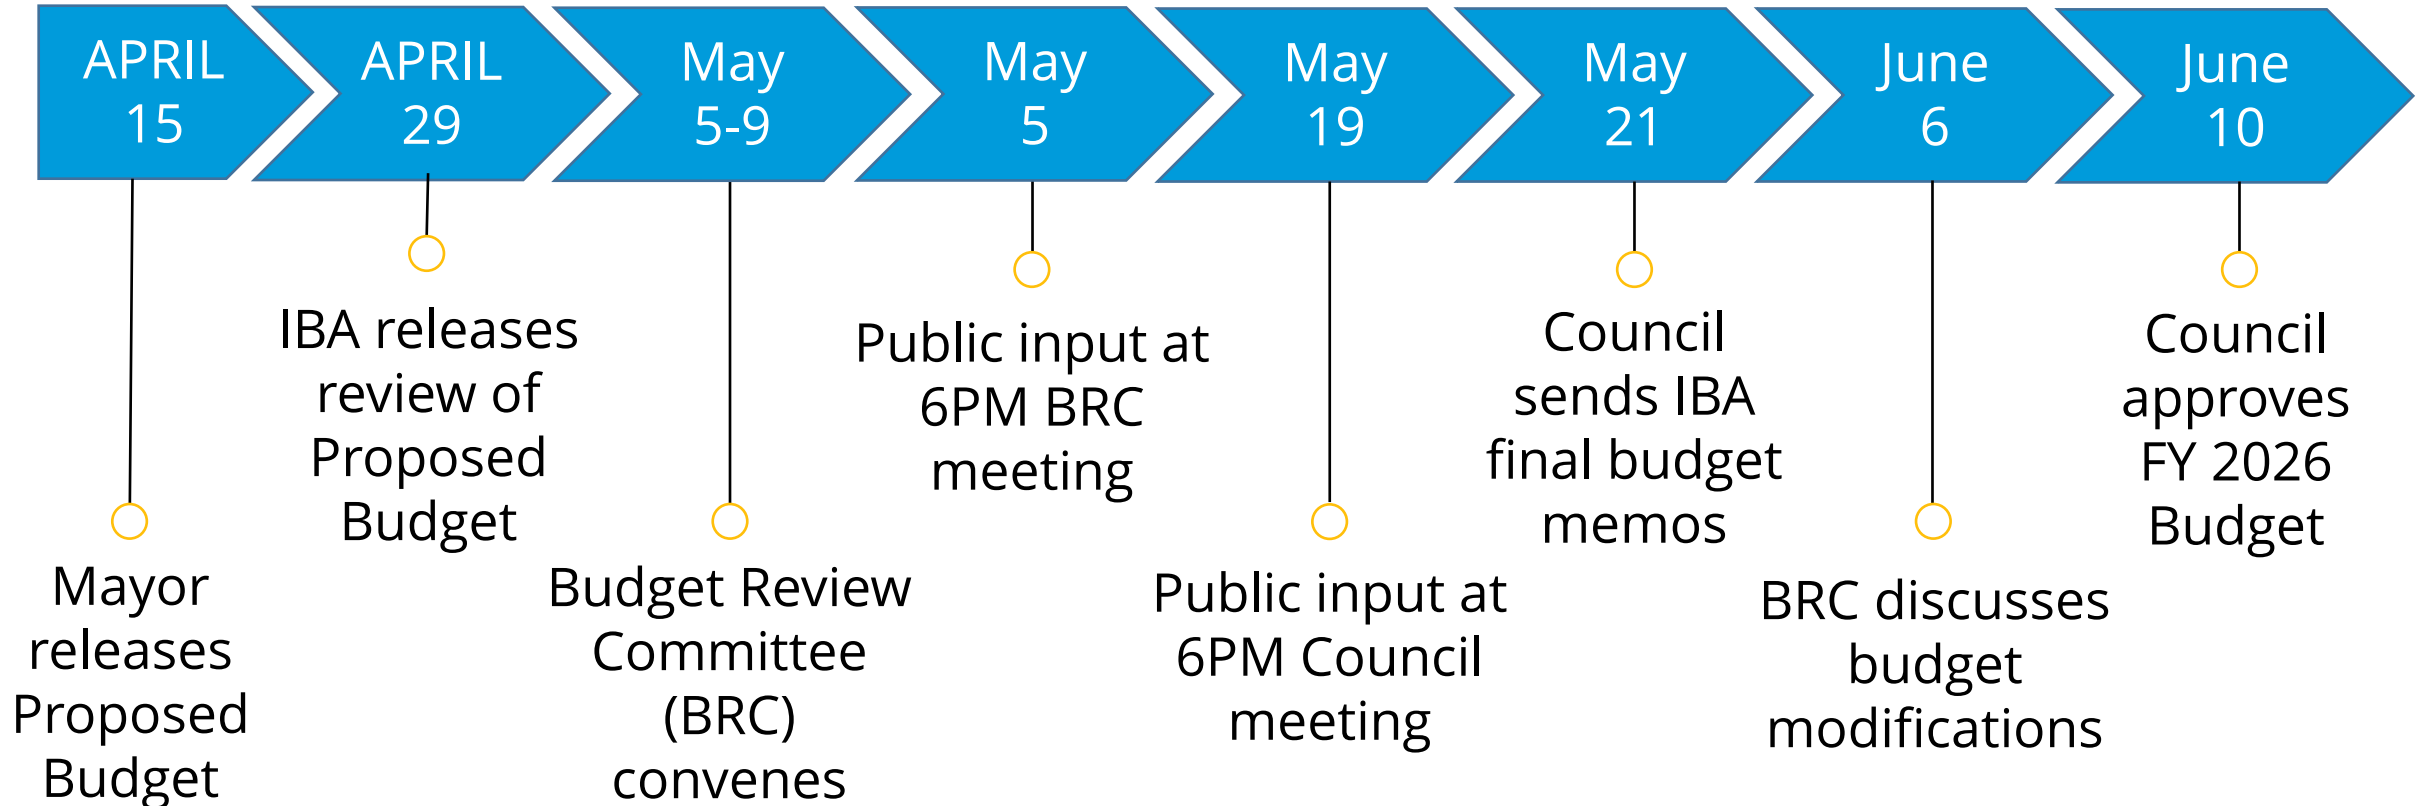 APRIL
15
APRIL
29
May
5-9
May
5
May
19
May
21
June
6
June
10
Mayor
releases
Proposed
Budget
IBA releases
review of
Proposed
Budget
Budget Review
Committee
(BRC)
convenes
Public input at
6PM BRC
meeting
Public input at
6PM Council
meeting
Council
sends IBA
final budget
memos
BRC discusses
budget
modifications
Council
approves
FY 2026
Budget